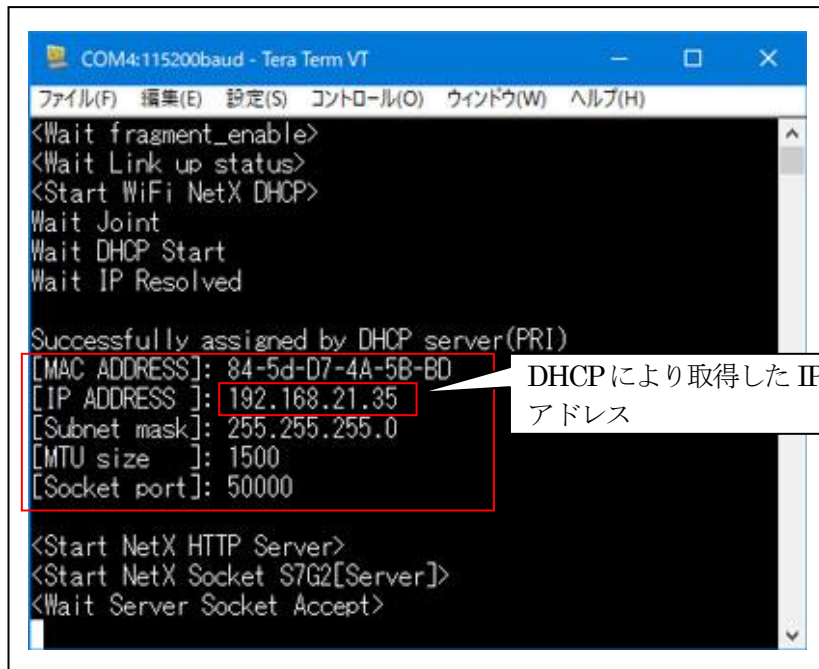 COM4:115200baud - Tera Term VT
ファイル(F) 編集(E) 設定(S) コントロール(O) ウィンドウ(W) ヘルプ(H)
<Wait fragment_enable>
<Wait Link up status>
<Start WiFi NetX DHCP>
Wait Joint
Wait DHCP Start
Wait IP Resolved
Successfully assigned by DHCP server(PRI)
[MAC ADDRESS]: 84-5d-D7-4A-5B-BD
[IP ADDRESS ]: 192.168.21.35
[Subnet mask]: 255.255.255.0
[MTU size   ]: 1500
[Socket port]: 50000
DHCPにより取得した IP
アドレス
<Start NetX HTTP Server>
<Start NetX Socket S7G2[Server]>
<Wait Server Socket Accept>